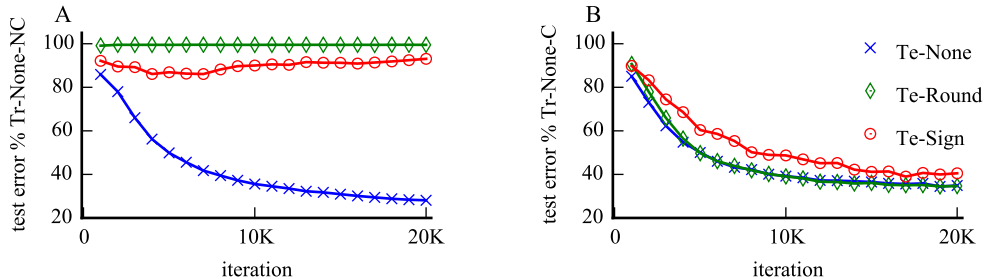 A
test error % Tr-None-NC
100
80
60
40
20
0
10K
20K
iteration
B
test error % Tr-None-C
100
80
60
40
20
0
10K
20K
iteration
Te-None
Te-Round
Te-Sign